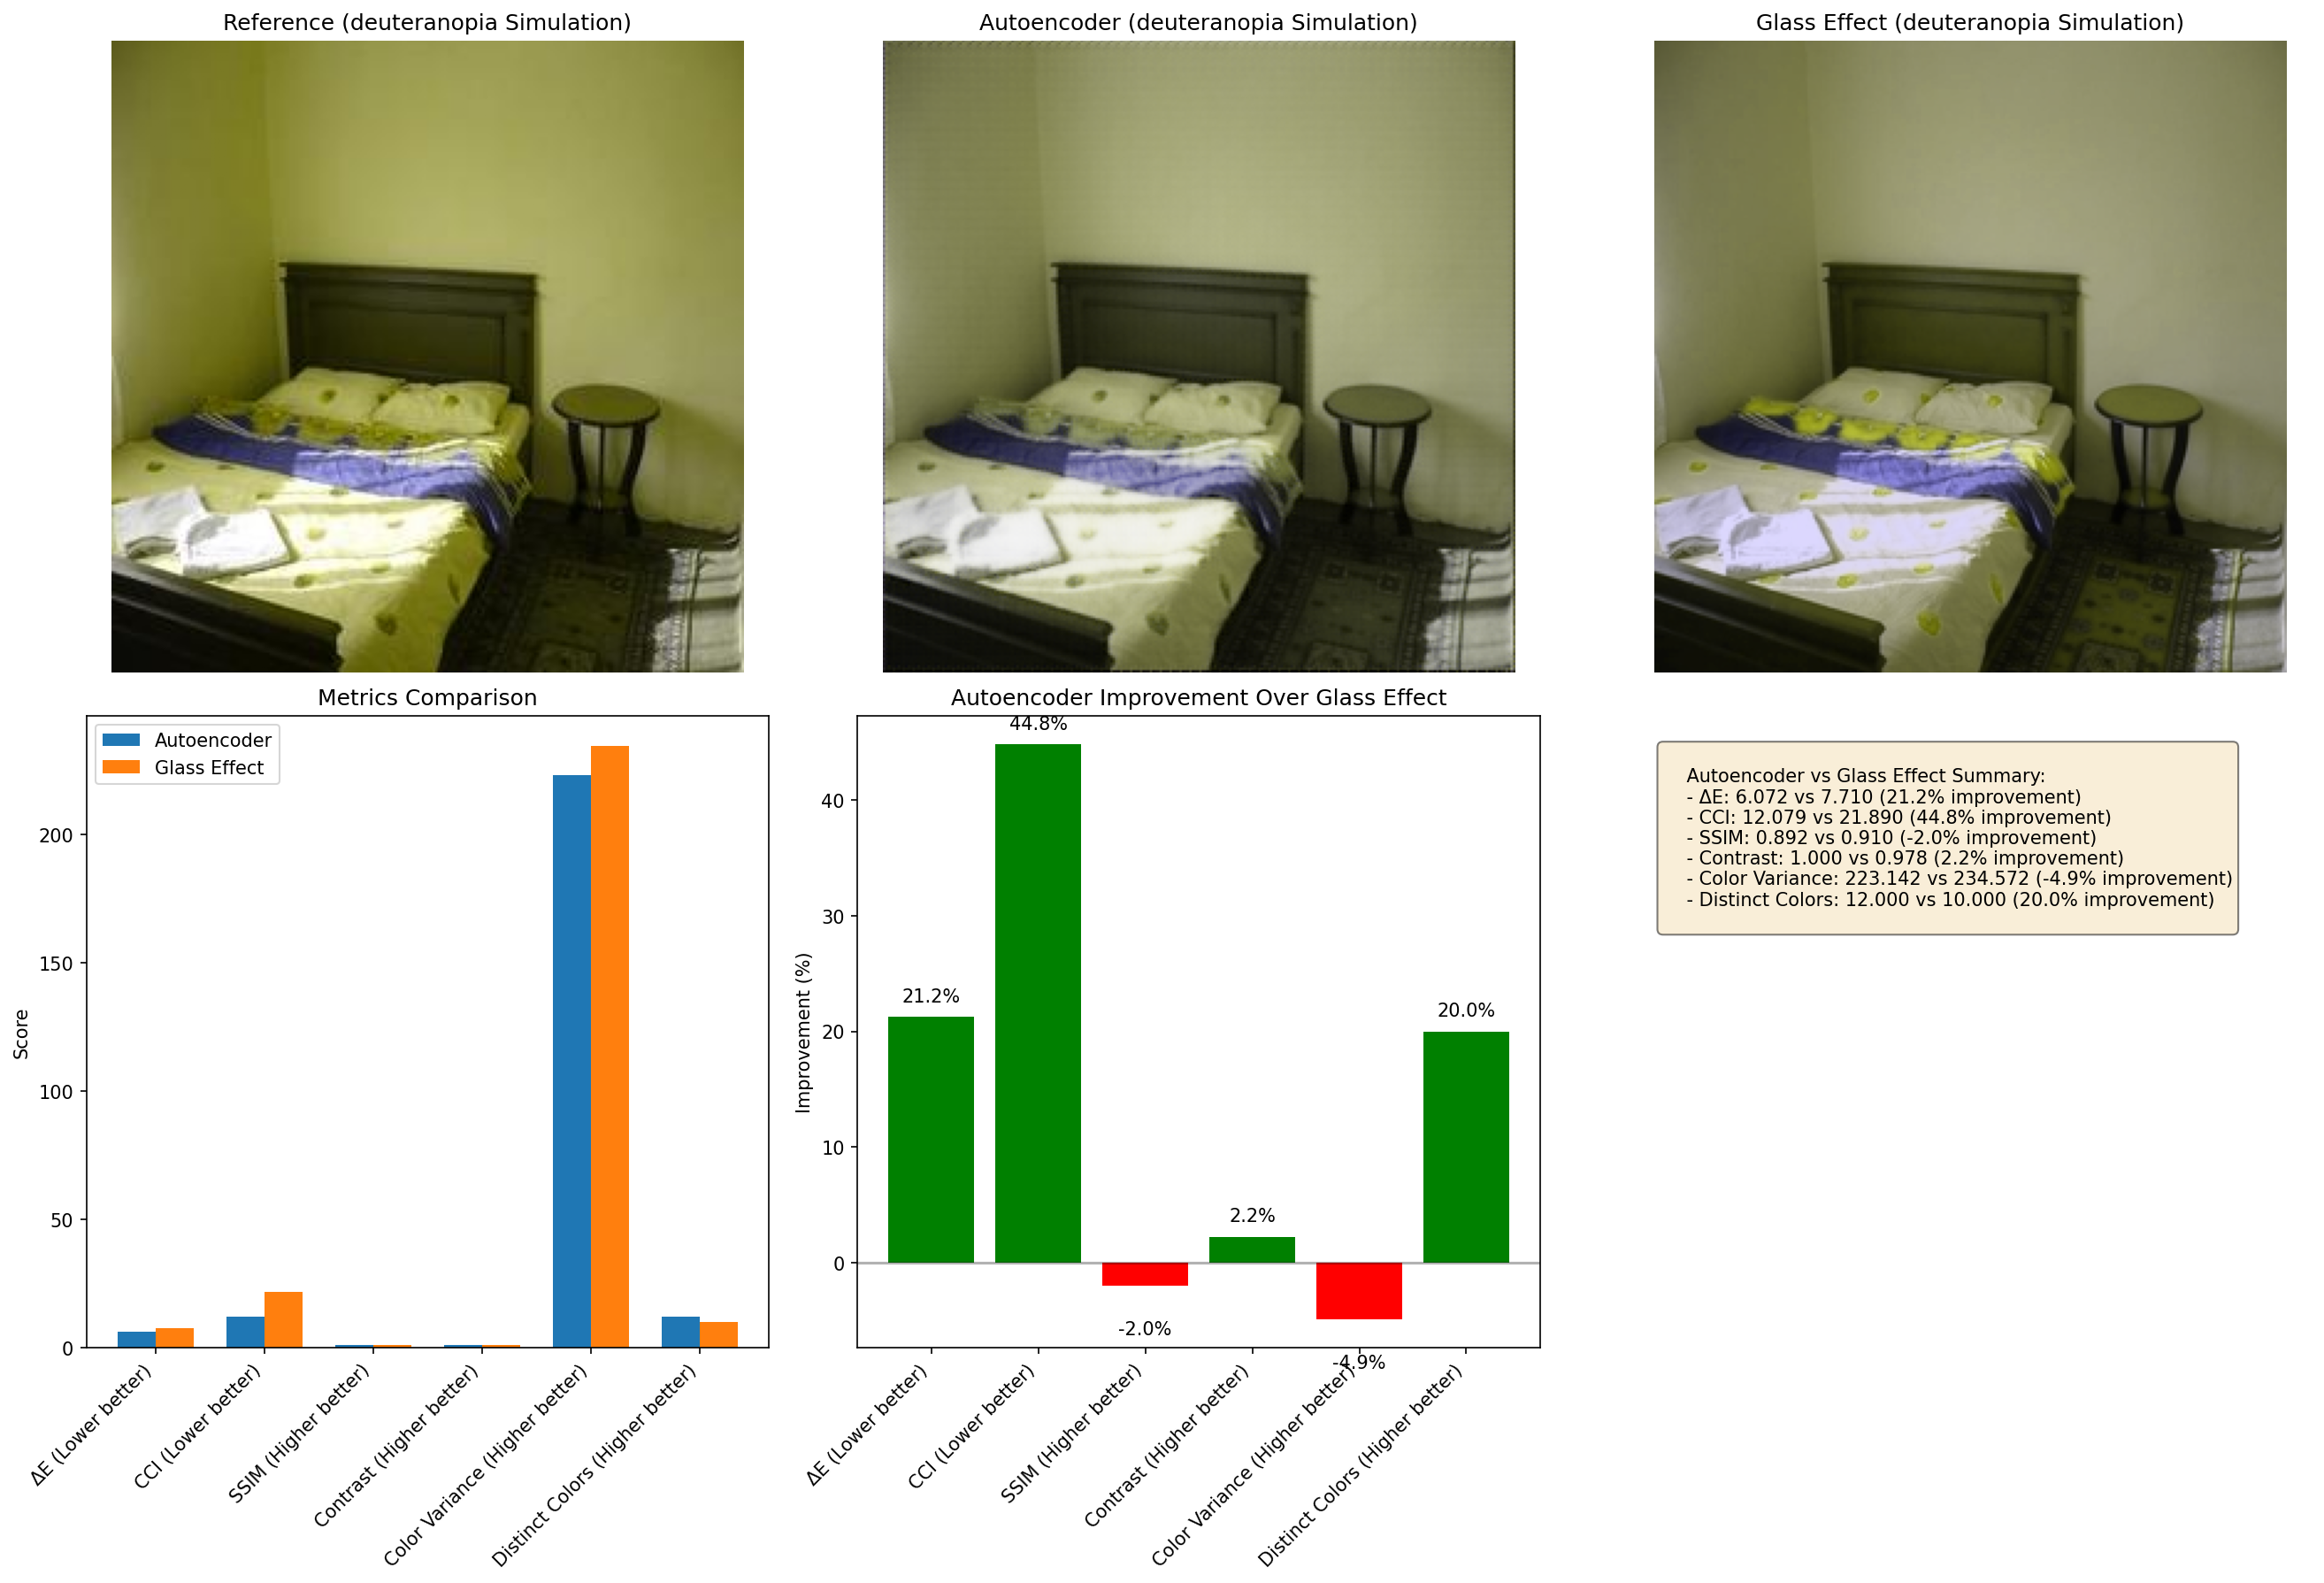 Reference (deuteranopia Simulation)
Autoencoder (deuteranopia Simulation)
Glass Effect (deuteranopia Simulation)
Metrics Comparison
Autoencoder
Glass Effect
Score
200
150
100
50
0
ΔE (Lower better)
CCI (Lower better)
SSIM (Higher better)
Contrast (Higher better)
Color Variance (Higher better)
Distinct Colors (Higher better)
Autoencoder Improvement Over Glass Effect
Improvement (%)
40
30
20
10
0
21.2%
44.8%
-2.0%
2.2%
-4.9%
20.0%
ΔE (Lower better)
CCI (Lower better)
SSIM (Higher better)
Contrast (Higher better)
Color Variance (Higher better)
Distinct Colors (Higher better)
Autoencoder vs Glass Effect Summary:
- ΔE: 6.072 vs 7.710 (21.2% improvement)
- CCI: 12.079 vs 21.890 (44.8% improvement)
- SSIM: 0.892 vs 0.910 (-2.0% improvement)
- Contrast: 1.000 vs 0.978 (2.2% improvement)
- Color Variance: 223.142 vs 234.572 (-4.9% improvement)
- Distinct Colors: 12.000 vs 10.000 (20.0% improvement)